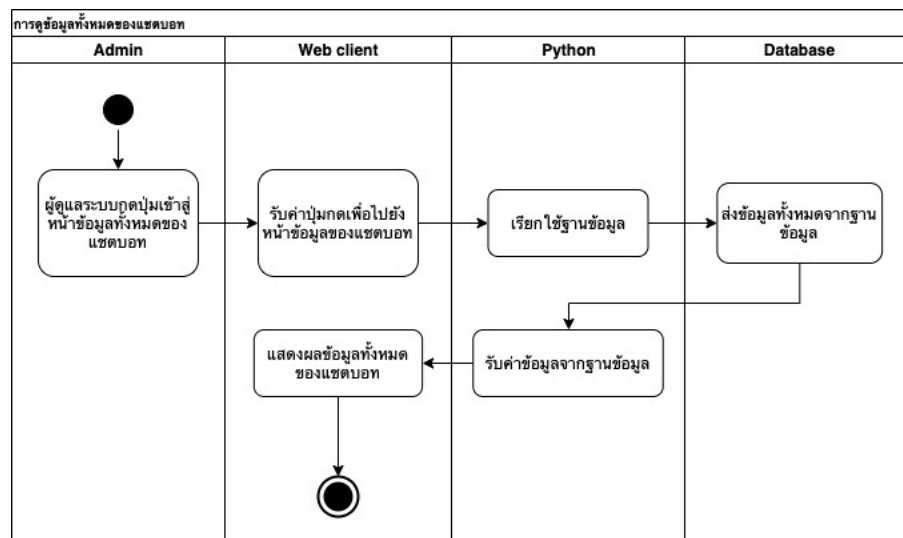 การดูข้อมูลทั้งหมดของแชตบอท
Admin
Web client
Python
Database
ผู้ดูแลระบบกดปุ่มเข้าสู่
หน้าข้อมูลทั้งหมดของ
แชตบอท
รับค่าปุ่มกดเพื่อไปยัง
หน้าข้อมูลของแชตบอท
เรียกใช้ฐานข้อมูล
ส่งข้อมูลทั้งหมดจากฐาน
ข้อมูล
แสดงผลข้อมูลทั้งหมด
ของแชตบอท
รับค่าข้อมูลจากฐานข้อมูล